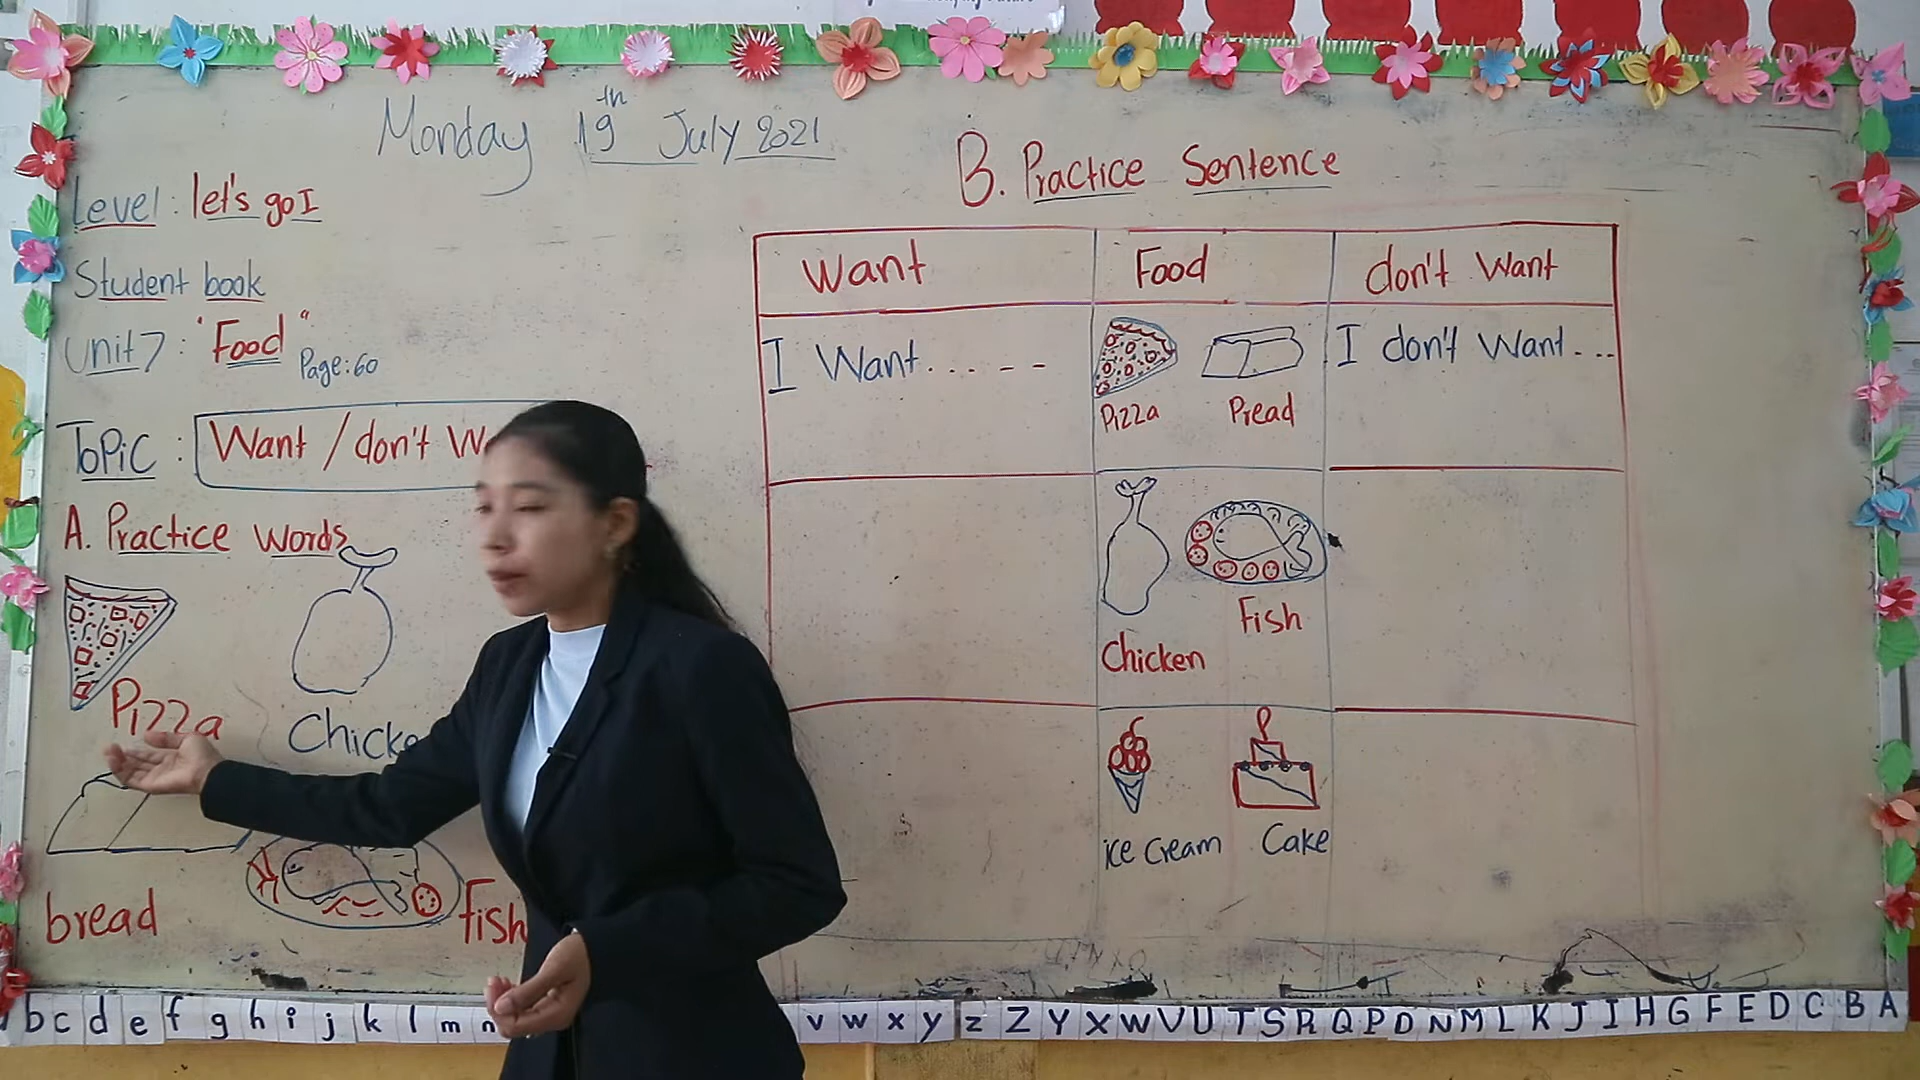 Monday 19th July 2021
Level: let's go I
Student book
Unit 7: "Food" Page: 60
Topic: Want / don't W
A. Practice words
Pizza
Chicke
bread
fish
B. Practice Sentence
Want Food don't Want
I Want..... - - I don't Want...
Pizza Pread
Chicken Fish
ice cream Cake
b c d e f g h i j k l m n v w x y z Z Y X W V U T S R Q P O N M L K J I H G F E D C B A